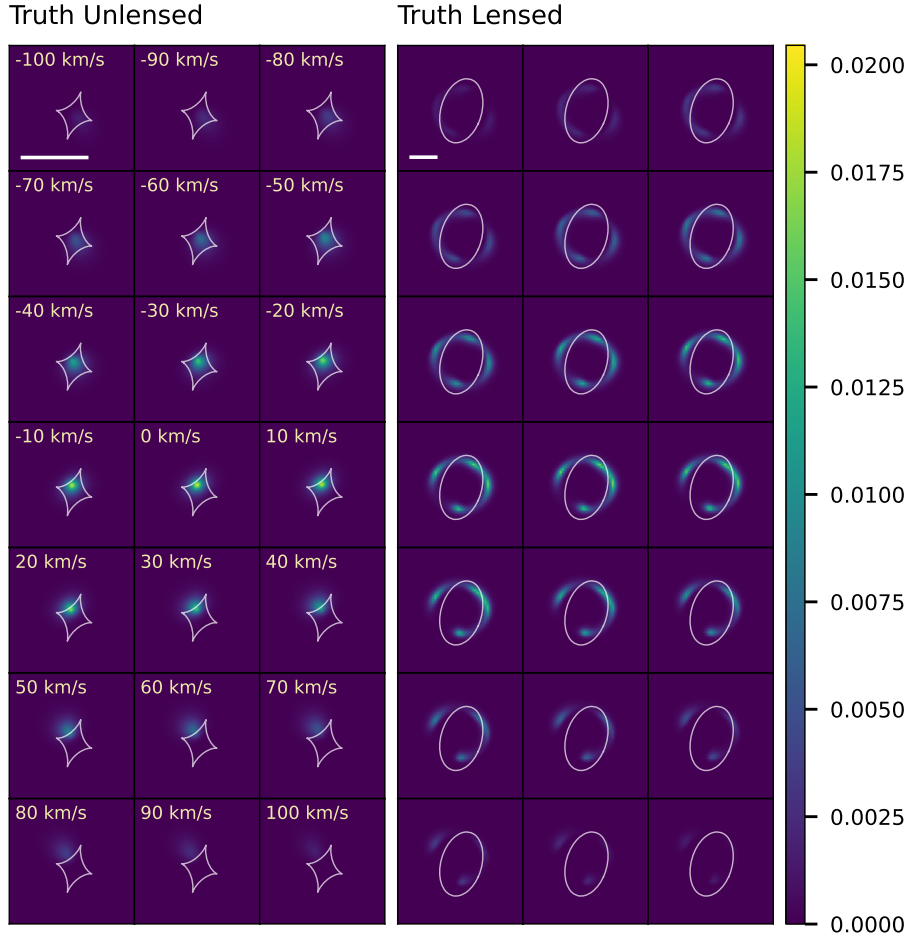 Truth Unlensed
Truth Lensed
-100 km/s
-90 km/s
-80 km/s
-70 km/s
-60 km/s
-50 km/s
-40 km/s
-30 km/s
-20 km/s
-10 km/s
0 km/s
10 km/s
20 km/s
30 km/s
40 km/s
50 km/s
60 km/s
70 km/s
80 km/s
90 km/s
100 km/s
0.0200
0.0175
0.0150
0.0125
0.0100
0.0075
0.0050
0.0025
0.0000